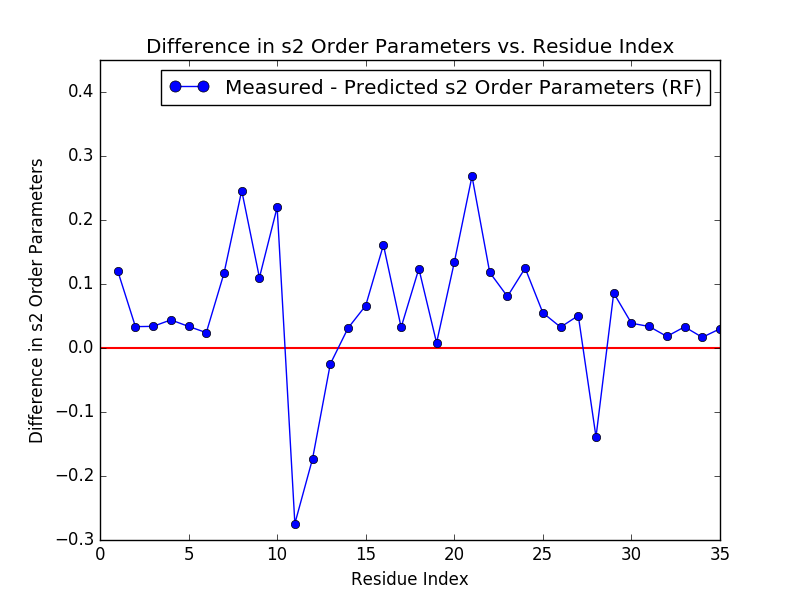 Difference in s2 Order Parameters vs. Residue Index
Measured - Predicted s2 Order Parameters (RF)
Difference in s2 Order Parameters
0.4
0.3
0.2
0.1
0.0
−0.1
−0.2
−0.3
0 5 10 15 20 25 30 35
Residue Index